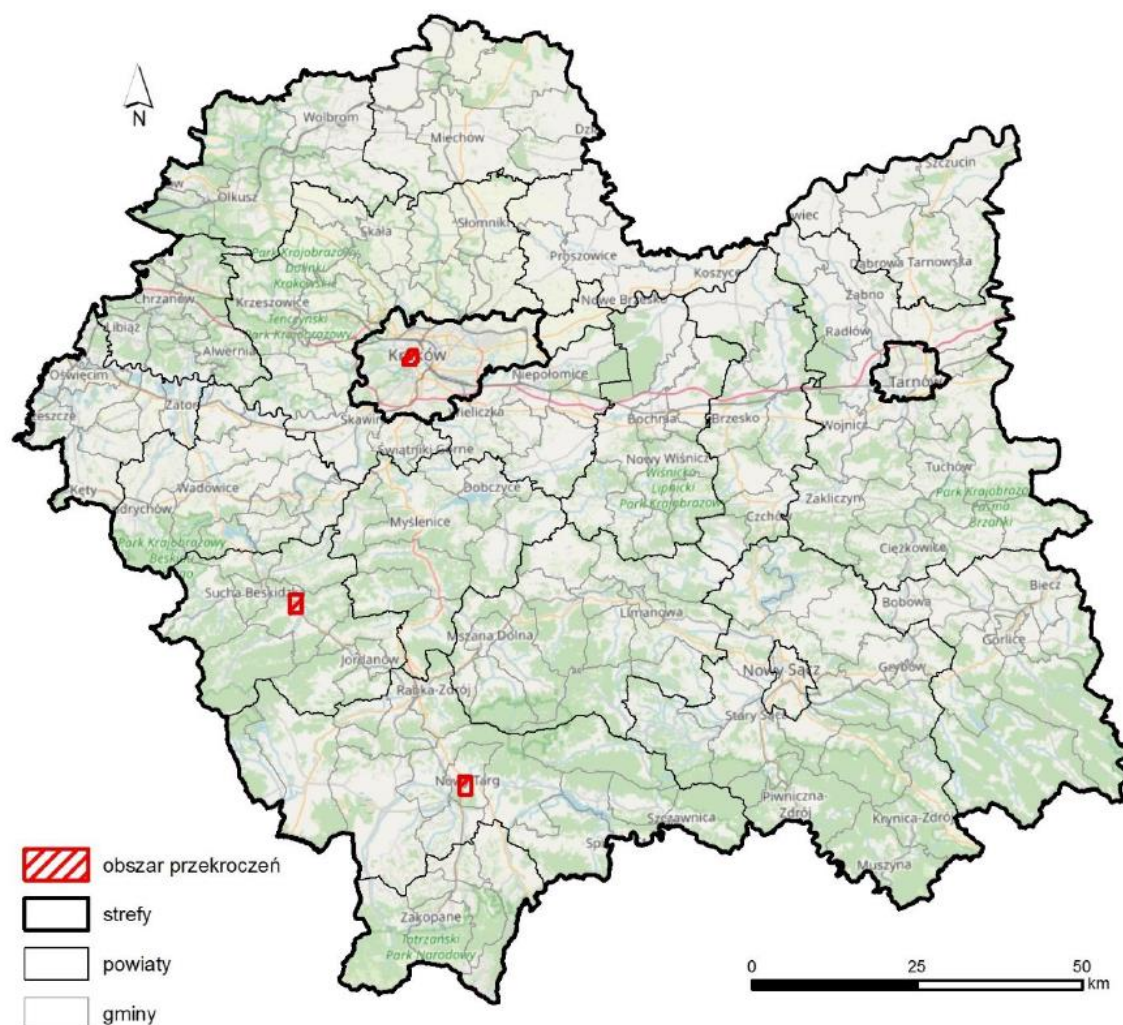 N
Wolbrom
Miechów
Szczucin
Olkusz
Skała
Słomniki
Park Krajobrazowy
Dolinki
Krakowskie
Proszowice
Koszyce
Dąbrowa Tarnowska
Chrzanów
Krzeszowice
Nowe Brzesko
Żabno
Tenczyński
Park Krajobrazowy
Libiąż
Radłów
Alwernia
Kraków
Oświęcim
Niepołomice
Tarnów
Zator
Bochnia
Brzesko
Wojnicz
Świątniki Górne
Nowy Wiśnicz
Tuchów
Kęty
Wadowice
Dobczyce
Wiśnicko-
Lipnicki
Park Krajobrazowy
Zakliczyn
Myślenice
Czchów
Pasma
Brzanki
Park Krajobrazowy
Ciężkowice
Sucha Beskidzka
Biecz
Bobowa
Limanowa
Mszana Dolna
Gorlice
Jordanów
Nowy Sącz
Grybów
Rabka-Zdrój
Stary Sącz
Nowy Targ
Piwniczna-
Zdrój
Szczawnica
Krynica-Zdrój
Muszyna
Zakopane
Tatrzański
Park Narodowy
obszar przekroczeń
strefy
powiaty
gminy
0 25 50
km